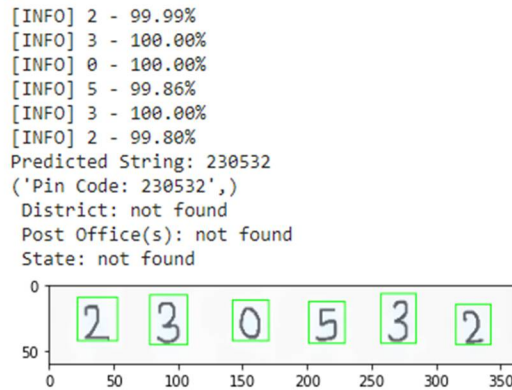 [INFO] 2 - 99.99%
[INFO] 3 - 100.00%
[INFO] 0 - 100.00%
[INFO] 5 - 99.86%
[INFO] 3 - 100.00%
[INFO] 2 - 99.80%
Predicted String: 230532
('Pin Code: 230532',)
District: not found
Post Office(s): not found
State: not found
0
2 3 0 5 3 2
50
0 50 100 150 200 250 300 350